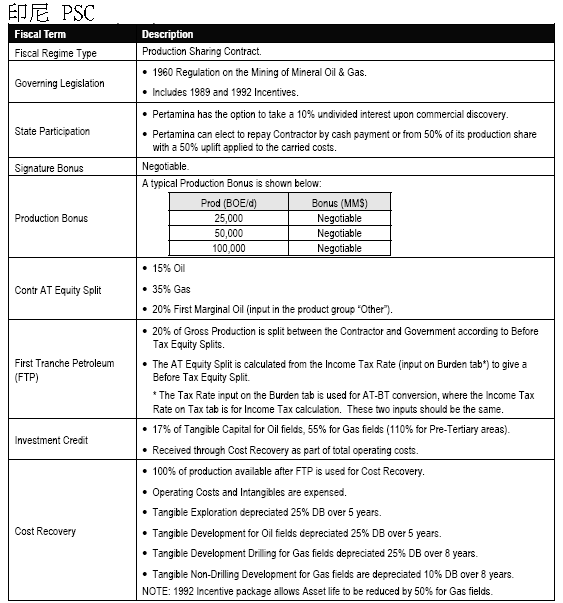 印尼 PSC
Fiscal Term Description
Fiscal Regime Type Production Sharing Contract.
Governing Legislation
• 1960 Regulation on the Mining of Mineral Oil & Gas.
• Includes 1989 and 1992 Incentives.
State Participation
• Pertamina has the option to take a 10% undivided interest upon commercial discovery.
• Pertamina can elect to repay Contractor by cash payment or from 50% of its production share
with a 50% uplift applied to the carried costs.
Signature Bonus Negotiable.
Production Bonus
A typical Production Bonus is shown below:
Prod (BOE/d) Bonus (MM$)
25,000 Negotiable
50,000 Negotiable
100,000 Negotiable
Contr AT Equity Split
• 15% Oil
• 35% Gas
• 20% First Marginal Oil (input in the product group “Other”).
First Tranche Petroleum
(FTP)
• 20% of Gross Production is split between the Contractor and Government according to Before
Tax Equity Splits.
• The AT Equity Split is calculated from the Income Tax Rate (input on Burden tab*) to give a
Before Tax Equity Split.
* The Tax Rate input on the Burden tab is used for AT-BT conversion, where the Income Tax
Rate on Tax tab is for Income Tax calculation. These two inputs should be the same.
Investment Credit
• 17% of Tangible Capital for Oil fields, 55% for Gas fields (110% for Pre-Tertiary areas).
• Received through Cost Recovery as part of total operating costs.
Cost Recovery
• 100% of production available after FTP is used for Cost Recovery.
• Operating Costs and Intangibles are expensed.
• Tangible Exploration depreciated 25% DB over 5 years.
• Tangible Development for Oil fields depreciated 25% DB over 5 years.
• Tangible Development Drilling for Gas fields depreciated 25% DB over 8 years.
• Tangible Non-Drilling Development for Gas fields are depreciated 10% DB over 8 years.
NOTE: 1992 Incentive package allows Asset life to be reduced by 50% for Gas fields.